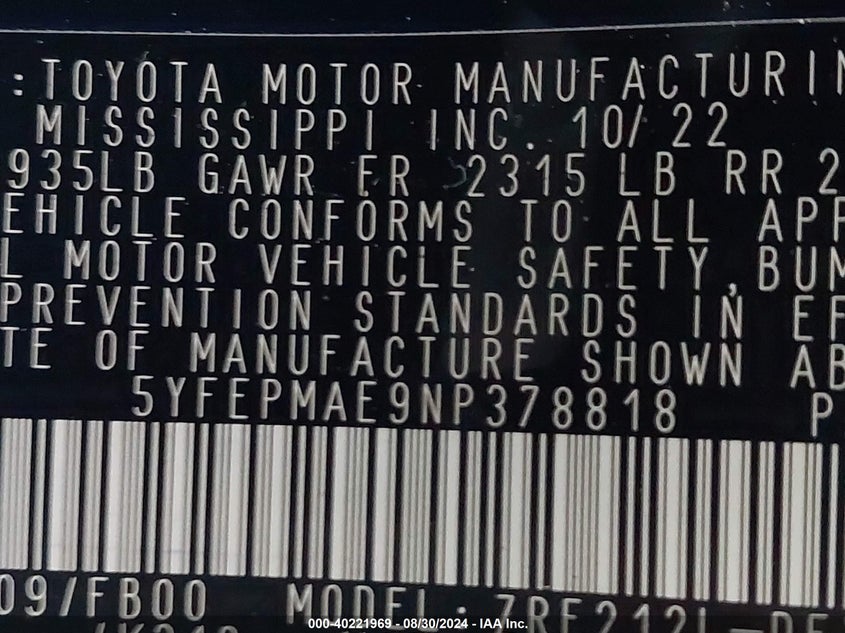 :TOYOTA MOTOR MANUFACTURIN
MISSISSIPPI INC. 10/22
935LB GAWR FR 2315 LB RR 2
EHICLE CONFORMS TO ALL APP
L MOTOR VEHICLE SAFETY, BUM
PREVENTION STANDARDS IN EF
TE OF MANUFACTURE SHOWN AB
5YFEPMAE9NP378818 P
09/FB00 MODEL:ZRE212L-DE
000-40221969 - 08/30/2024 - IAA Inc.